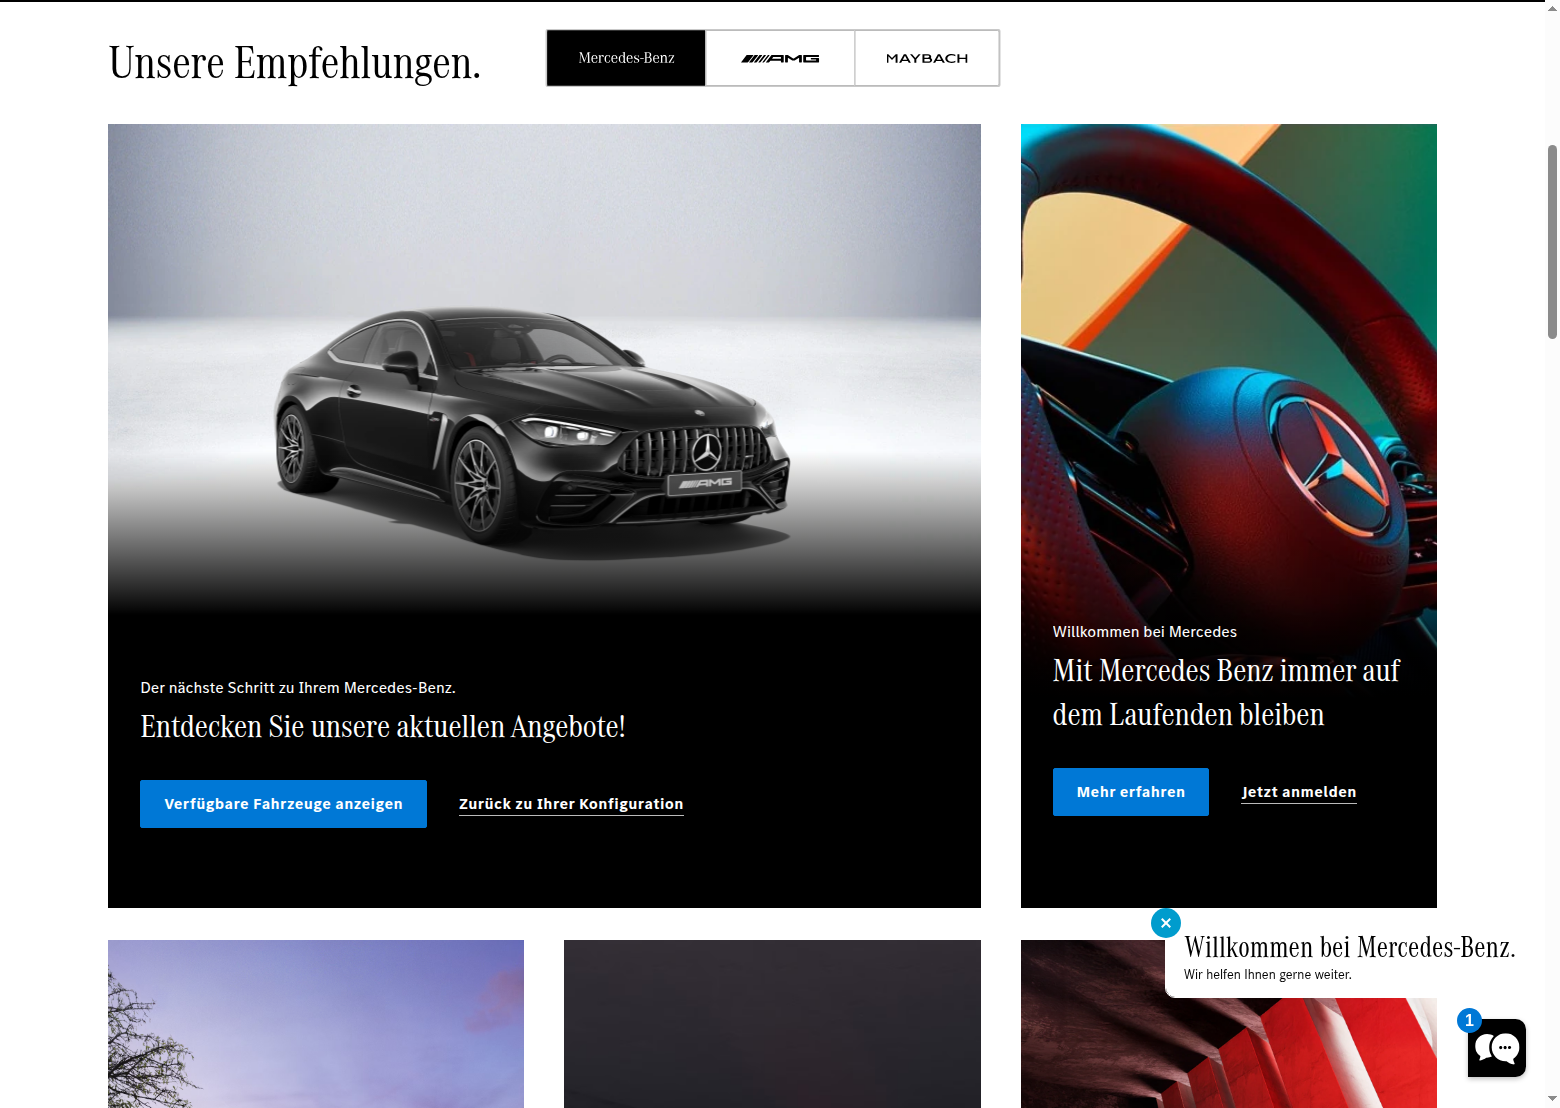 Unsere Empfehlungen.
Mercedes-Benz
AMG
MAYBACH
AMG
Der nächste Schritt zu Ihrem Mercedes-Benz.
Entdecken Sie unsere aktuellen Angebote!
Verfügbare Fahrzeuge anzeigen
Zurück zu Ihrer Konfiguration
Willkommen bei Mercedes
Mit Mercedes Benz immer auf
dem Laufenden bleiben
Mehr erfahren
Jetzt anmelden
Willkommen bei Mercedes-Benz.
Wir helfen Ihnen gerne weiter.
1